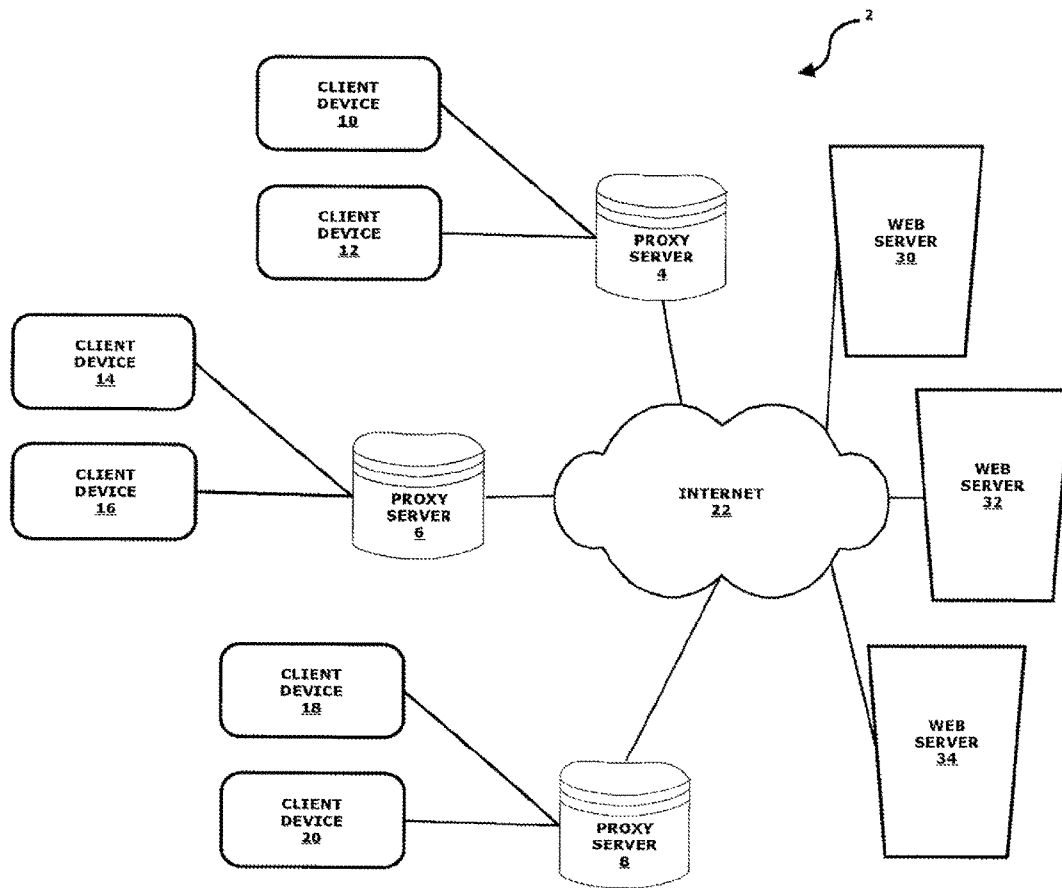 2
CLIENT
DEVICE
10
CLIENT
DEVICE
12
PROXY
SERVER
4
WEB
SERVER
30
CLIENT
DEVICE
14
CLIENT
DEVICE
16
PROXY
SERVER
6
INTERNET
22
WEB
SERVER
32
CLIENT
DEVICE
18
CLIENT
DEVICE
20
PROXY
SERVER
8
WEB
SERVER
34